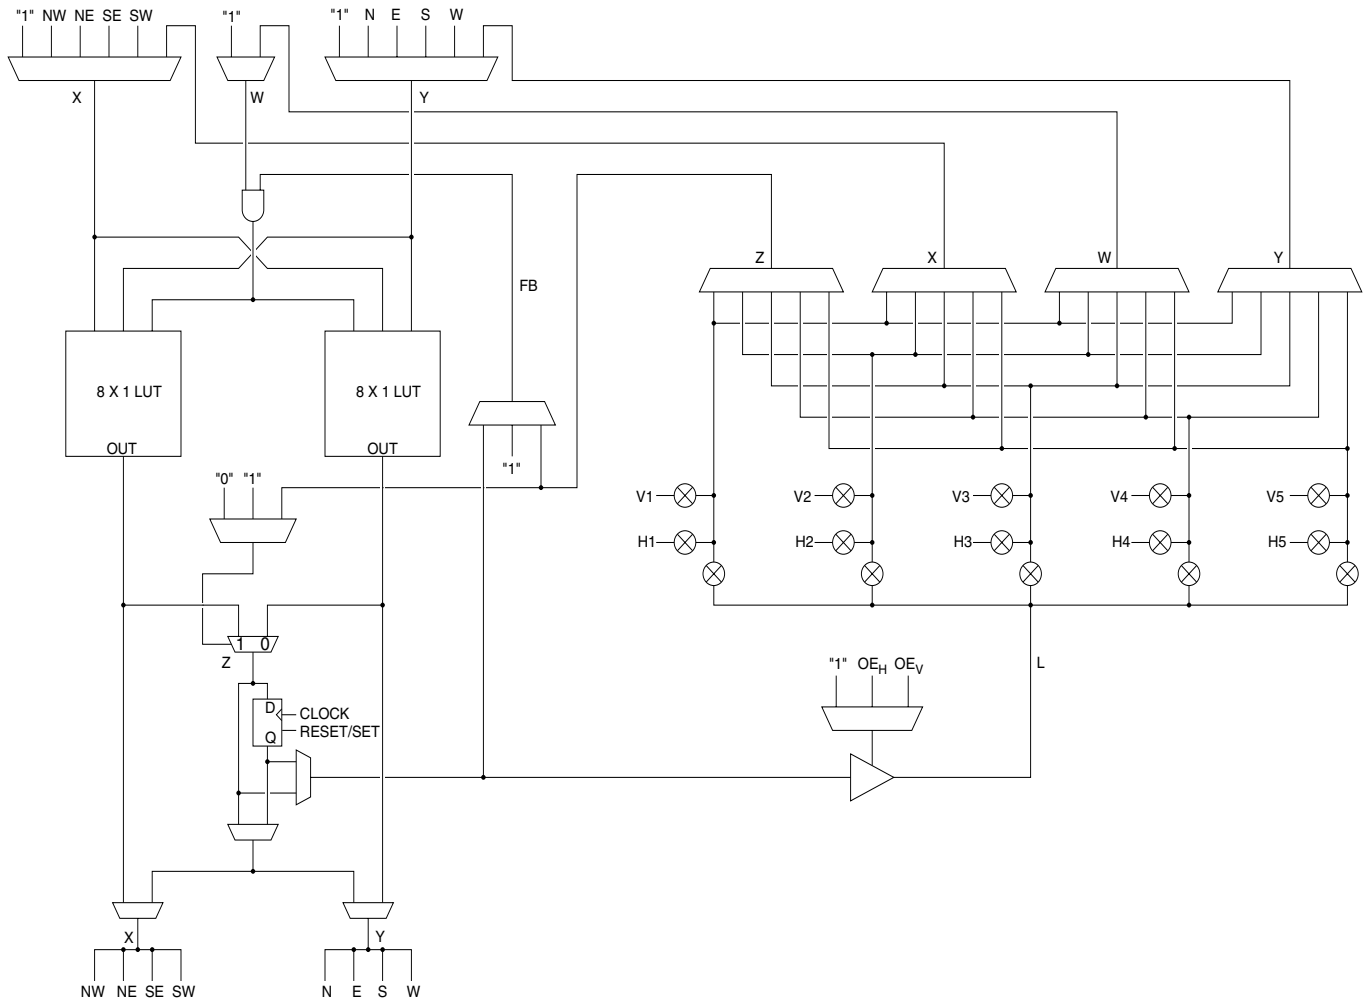 "1" NW NE SE SW "1" "1" N E S W
X W Y
Z X W Y
FB
8 X 1 LUT 8 X 1 LUT
OUT OUT
"1"
"0" "1"
V1 V2 V3 V4 V5
H1 H2 H3 H4 H5
1 0
Z
"1" OEH OEV
L
D
CLOCK
RESET/SET
Q
X Y
NW NE SE SW N E S W